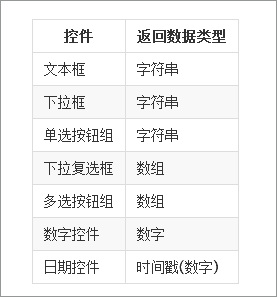 控件 返回数据类型
文本框 字符串
下拉框 字符串
单选按钮组 字符串
下拉复选框 数组
多选按钮组 数组
数字控件 数字
日期控件 时间戳(数字)